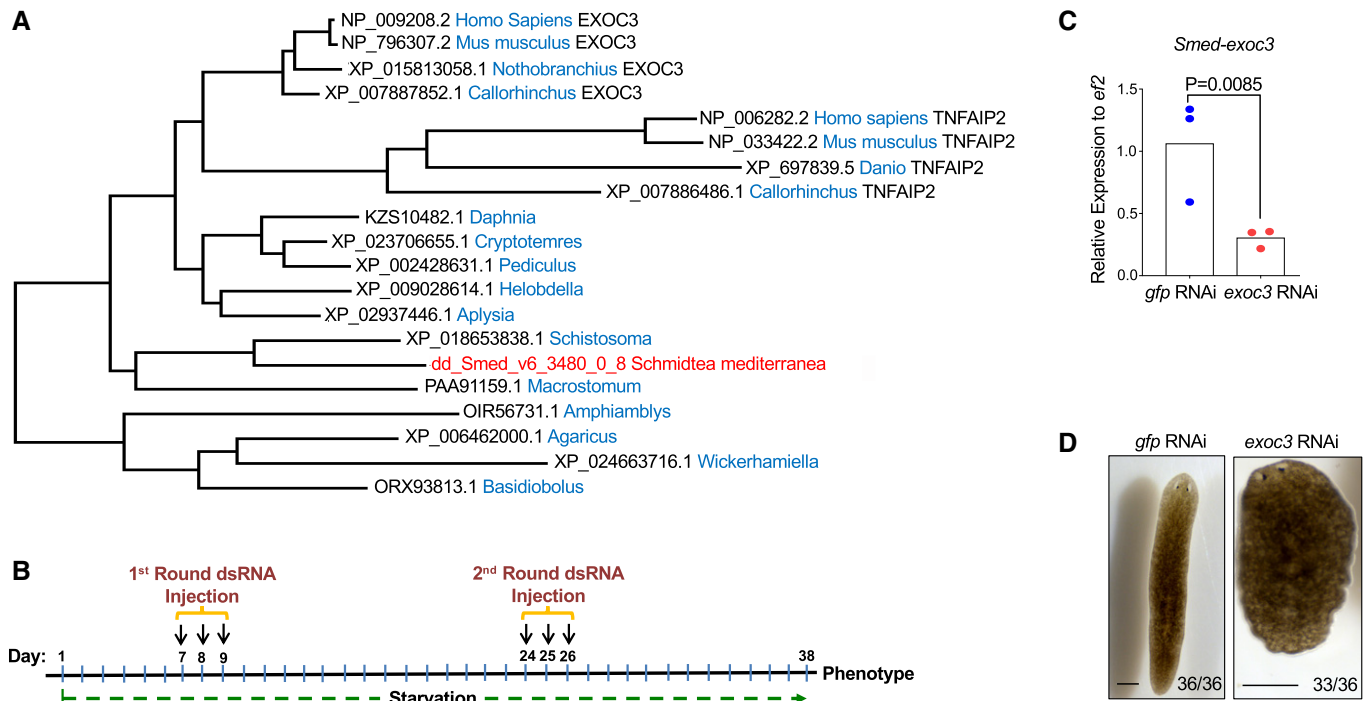 A
NP_009208.2 Homo Sapiens EXOC3
NP_796307.2 Mus musculus EXOC3
XP_015813058.1 Nothobranchius EXOC3
XP_007887852.1 Callorhinchus EXOC3
NP_006282.2 Homo sapiens TNFAIP2
NP_033422.2 Mus musculus TNFAIP2
XP_697839.5 Danio TNFAIP2
XP_007886486.1 Callorhinchus TNFAIP2
KZS10482.1 Daphnia
XP_023706655.1 Cryptotemres
XP_002428631.1 Pediculus
XP_009028614.1 Helobdella
XP_02937446.1 Aplysia
XP_018653838.1 Schistosoma
dd_Smed_v6_3480_0_8 Schmidtea mediterranea
PAA91159.1 Macrostomum
OIR56731.1 Amphiamblys
XP_006462000.1 Agaricus
XP_024663716.1 Wickerhamiella
ORX93813.1 Basidiobolus
B
1st Round dsRNA
Injection
2nd Round dsRNA
Injection
Day: 1 7 8 9 24 25 26 38
Phenotype
Starvation
C
Smed-exoc3
P=0.0085
Relative Expression to ef2
1.5
1.0
0.5
0.0
gfp RNAi exoc3 RNAi
D
gfp RNAi exoc3 RNAi
36/36 33/36